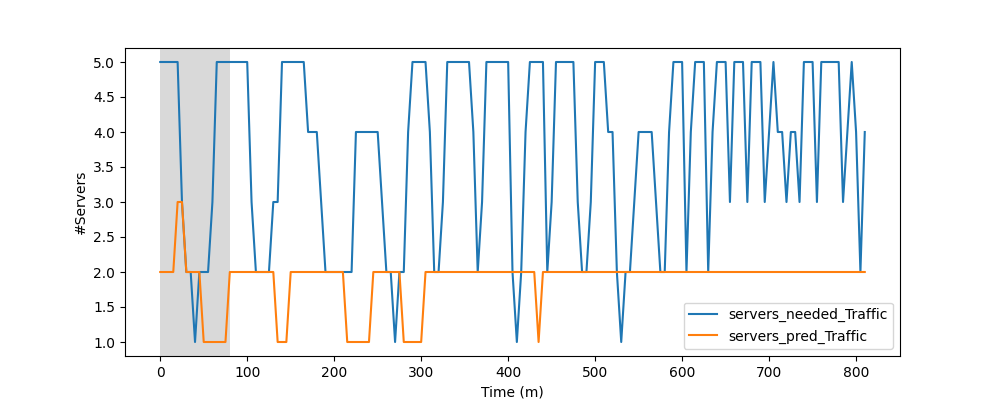 5.0
4.5
4.0
3.5
3.0
2.5
2.0
1.5
1.0
#Servers
0 100 200 300 400 500 600 700 800
Time (m)
servers_needed_Traffic
servers_pred_Traffic